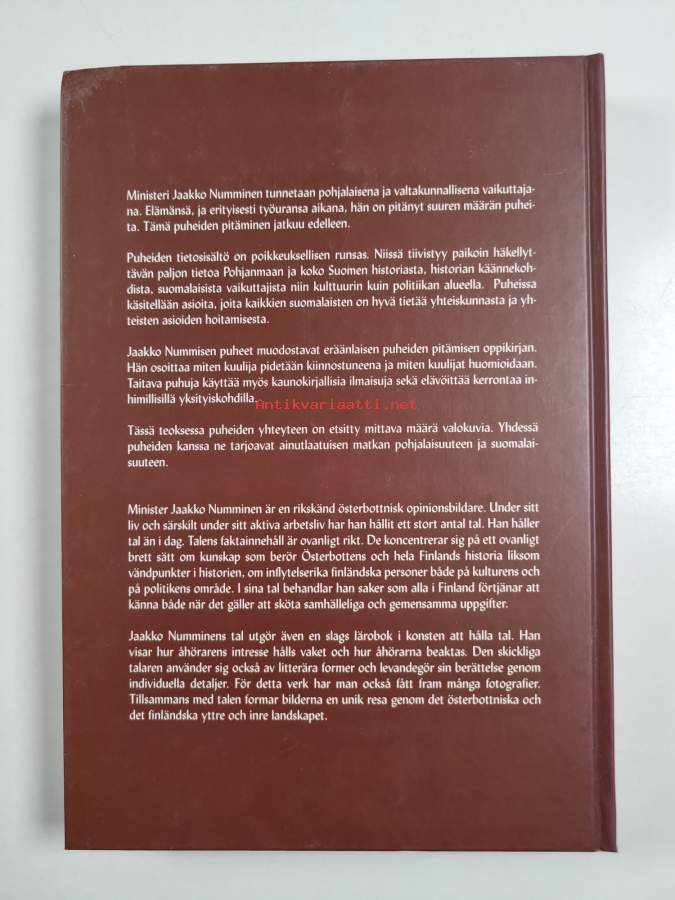 Ministeri Jaakko Numminen tunnetaan pohjalaisena ja valtakunnallisena vaikuttaja-
na. Elämänsä, ja erityisesti työuransa aikana, hän on pitänyt suuren määrän puhei-
ta. Tämä puheiden pitäminen jatkuu edelleen.
Puheiden tietosisältö on poikkeuksellisen runsas. Niissä tiivistyy paikoin häkellyt-
tävän paljon tietoa Pohjanmaan ja koko Suomen historiasta, historian käännekoh-
dista, suomalaisista vaikuttajista niin kulttuurin kuin politiikan alueella. Puheissa
käsitellään asioita, joita kaikkien suomalaisten on hyvä tietää yhteiskunnasta ja yh-
teisten asioiden hoitamisesta.
Jaakko Nummisen puheet muodostavat eräänlaisen puheiden pitämisen oppikirjan.
Hän osoittaa miten kuulija pidetään kiinnostuneena ja miten kuulijat huomioidaan.
Taitava puhuja käyttää myös kaunokirjallisia ilmaisuja sekä elävöittää kerrontaa in-
himillisillä yksityiskohdilla.
Antikvariaatti.net
Tässä teoksessa puheiden yhteyteen on etsitty mittava määrä valokuvia. Yhdessä
puheiden kanssa ne tarjoavat ainutlaatuisen matkan pohjalaisuuteen ja suomalai-
suuteen.
Minister Jaakko Numminen är en rikskänd österbottnisk opinionsbildare. Under sitt
liv och särskilt under sitt aktiva arbetsliv har han hållit ett stort antal tal. Han håller
tal än i dag. Talens faktainnehåll är ovanligt rikt. De koncentrerar sig på ett ovanligt
brett sätt om kunskap som berör Österbottens och hela Finlands historia liksom
vändpunkter i historien, om inflytelserika finländska personer både på kulturens och
på politikens område. I sina tal behandlar han saker som alla i Finland förtjänar att
känna både när det gäller att sköta samhälleliga och gemensamma uppgifter.
Jaakko Numminens tal utgör även en slags lärobok i konsten att hålla tal. Han
visar hur åhörarens intresse hålls vaket och hur åhörarna beaktas. Den skickliga
talaren använder sig också av litterära former och levandegör sin berättelse genom
individuella detaljer. För detta verk har man också fått fram många fotografier.
Tillsammans med talen formar bilderna en unik resa genom det österbottniska och
det finländska yttre och inre landskapet.